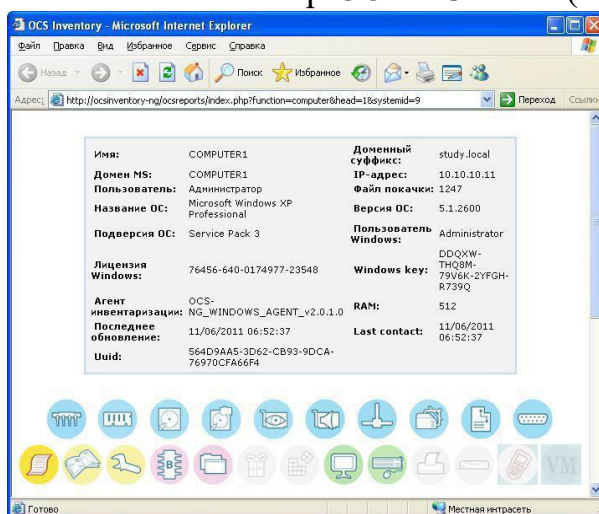 OCS Inventory - Microsoft Internet Explorer
Файл Правка Вид Избранное Сервис Справка
Назад Поиск Избранное
Адрес: http://ocsinventory-ng/ocsreports/index.php?function=computer&head=1&systemid=9 Переход Ссылки
Имя: COMPUTER1 Доменный суффикс: study.local
Домен MS: COMPUTER1 IP-адрес: 10.10.10.11
Пользователь: Администратор Файл покачки: 1247
Название ОС: Microsoft Windows XP Professional Версия ОС: 5.1.2600
Подверсия ОС: Service Pack 3 Пользователь Windows: Administrator
Лицензия Windows: 76456-640-0174977-23548 Windows key: DDQXW-THQ8M-79V6K-2YFGH-R739Q
Агент инвентаризации: OCS-NG_WINDOWS_AGENT_v2.0.1.0 RAM: 512
Последнее обновление: 11/06/2011 06:52:37 Last contact: 11/06/2011 06:52:37
Uuid: 564D9AA5-3D62-CB93-9DCA-76970CFA66F4
VM
Готово Местная интрасеть